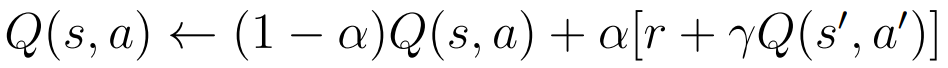 Q(s, a) ← (1 − α)Q(s, a) + α[r + γQ(s′, a′)]